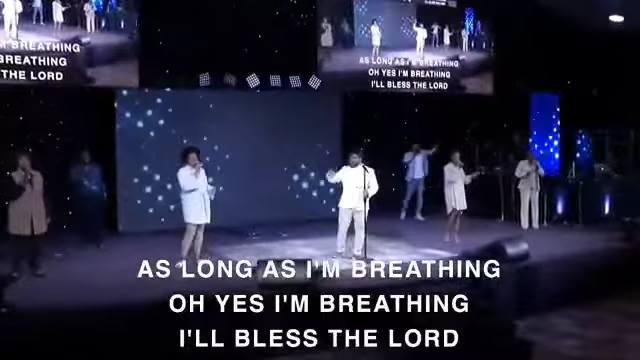 M BREATHING
BREATHING
S THE LORD
AS LONG AS I'M BREATHING
OH YES I'M BREATHING
I'LL BLESS THE LORD
AS LONG AS I'M BREATHING
OH YES I'M BREATHING
I'LL BLESS THE LORD